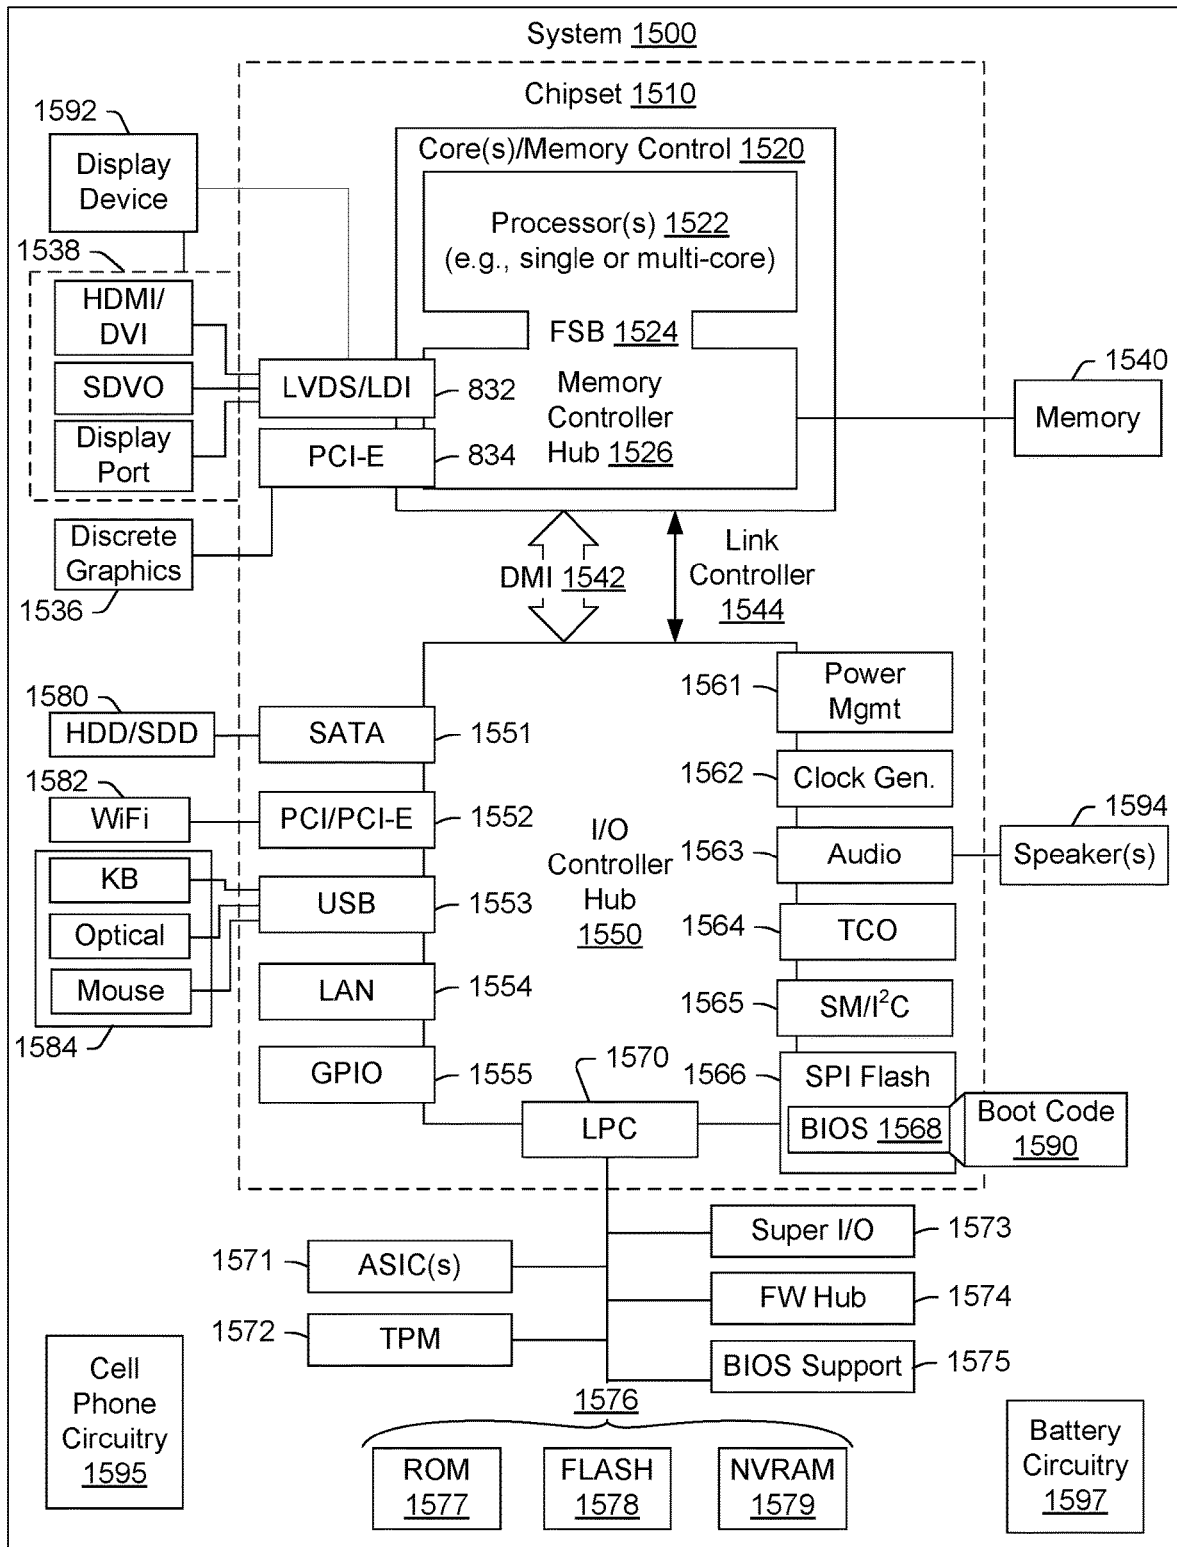 System 1500
Chipset 1510
1592
Display
Device
Core(s)/Memory Control 1520
Processor(s) 1522
(e.g., single or multi-core)
1538
HDMI/
DVI
SDVO
Display
Port
FSB 1524
LVDS/LDI
832
PCI-E
834
Memory
Controller
Hub 1526
1540
Memory
Discrete
Graphics
1536
DMI 1542
Link
Controller
1544
1580
HDD/SDD
SATA
1551
1582
WiFi
PCI/PCI-E
1552
KB
Optical
Mouse
1584
USB
1553
LAN
1554
GPIO
1555
I/O
Controller
Hub
1550
1561
Power
Mgmt
1562
Clock Gen.
1563
Audio
1594
Speaker(s)
1564
TCO
1565
SM/I²C
1566
SPI Flash
BIOS 1568
Boot Code
1590
1570
LPC
1571
ASIC(s)
1572
TPM
Super I/O
1573
FW Hub
1574
BIOS Support
1575
1576
ROM
1577
FLASH
1578
NVRAM
1579
Cell
Phone
Circuitry
1595
Battery
Circuitry
1597